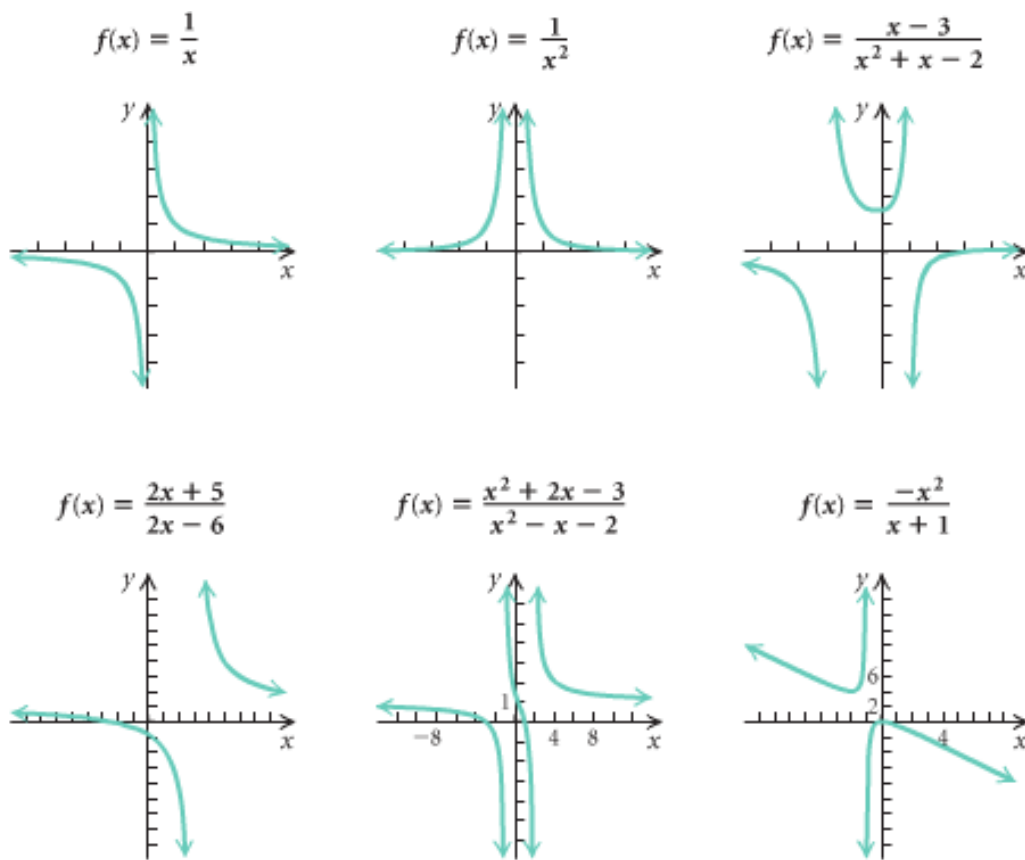 f(x) = 1/x
f(x) = 1/x²
f(x) = x − 3/x² + x − 2
y
y
y
x
x
x
f(x) = 2x + 5/2x − 6
f(x) = x² + 2x − 3/x² − x − 2
f(x) = −x²/x + 1
y
y
y
6
1
2
x
−8
4
8
x
4
x